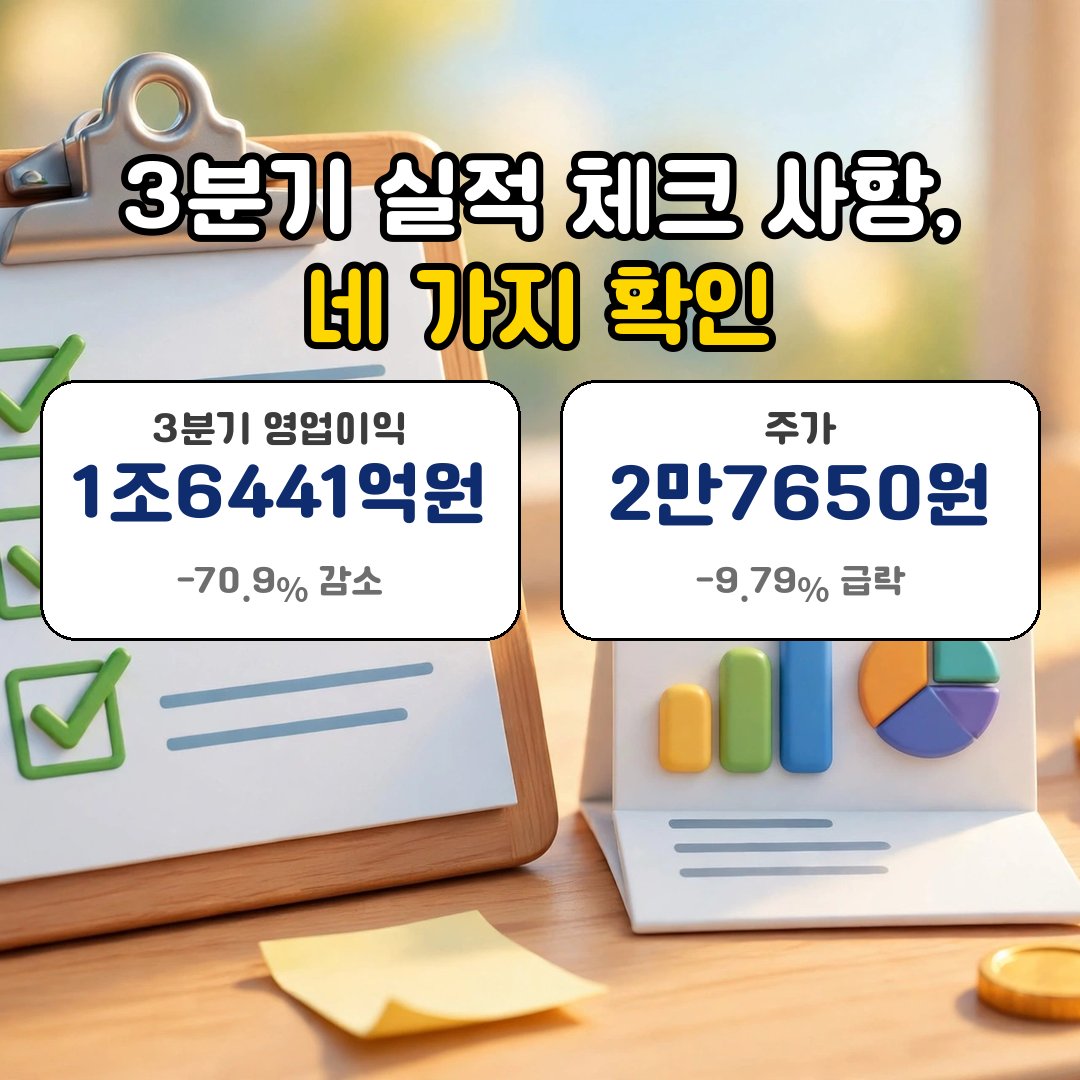 3분기 실적 체크 사항,
네 가지 확인
3분기 영업이익
1조6441억원
-70.9% 감소
주가
2만7650원
-9.79% 급락